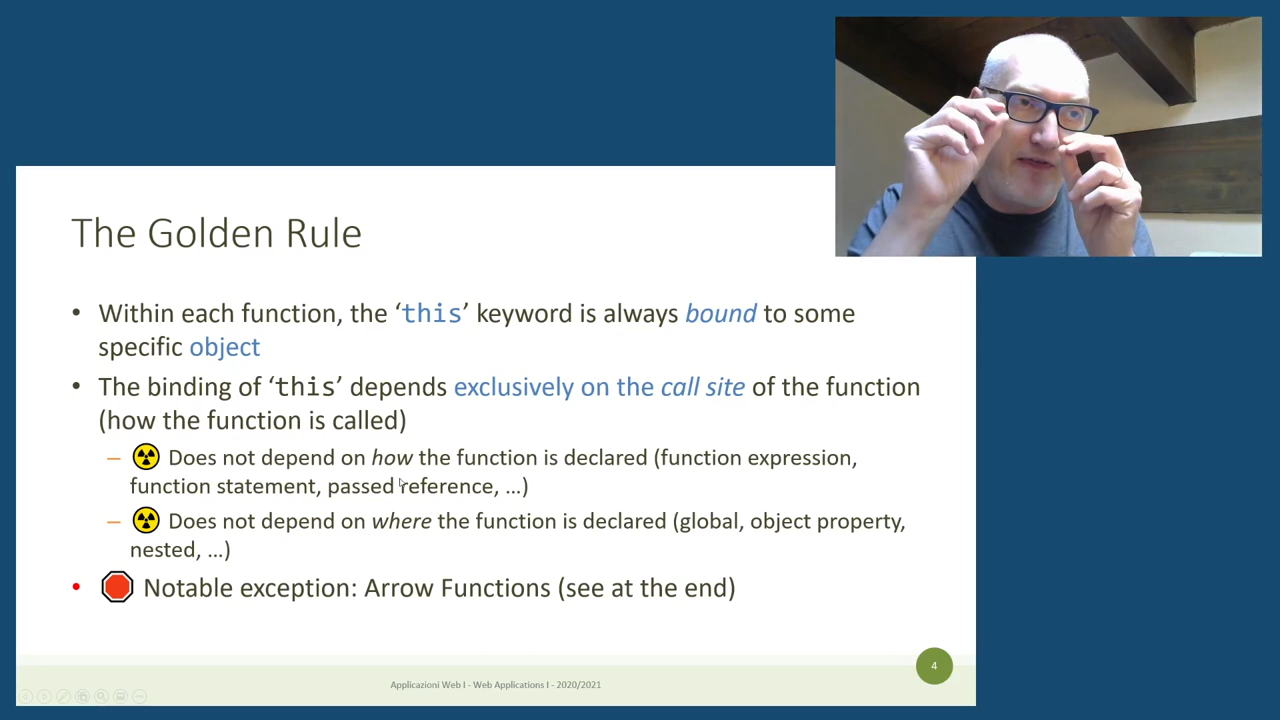 The Golden Rule
• Within each function, the ‘this’ keyword is always bound to some
specific object
• The binding of ‘this’ depends exclusively on the call site of the function
(how the function is called)
– Does not depend on how the function is declared (function expression,
function statement, passed reference, …)
– Does not depend on where the function is declared (global, object property,
nested, …)
• Notable exception: Arrow Functions (see at the end)
4
Applicazioni Web I - Web Applications I - 2020/2021